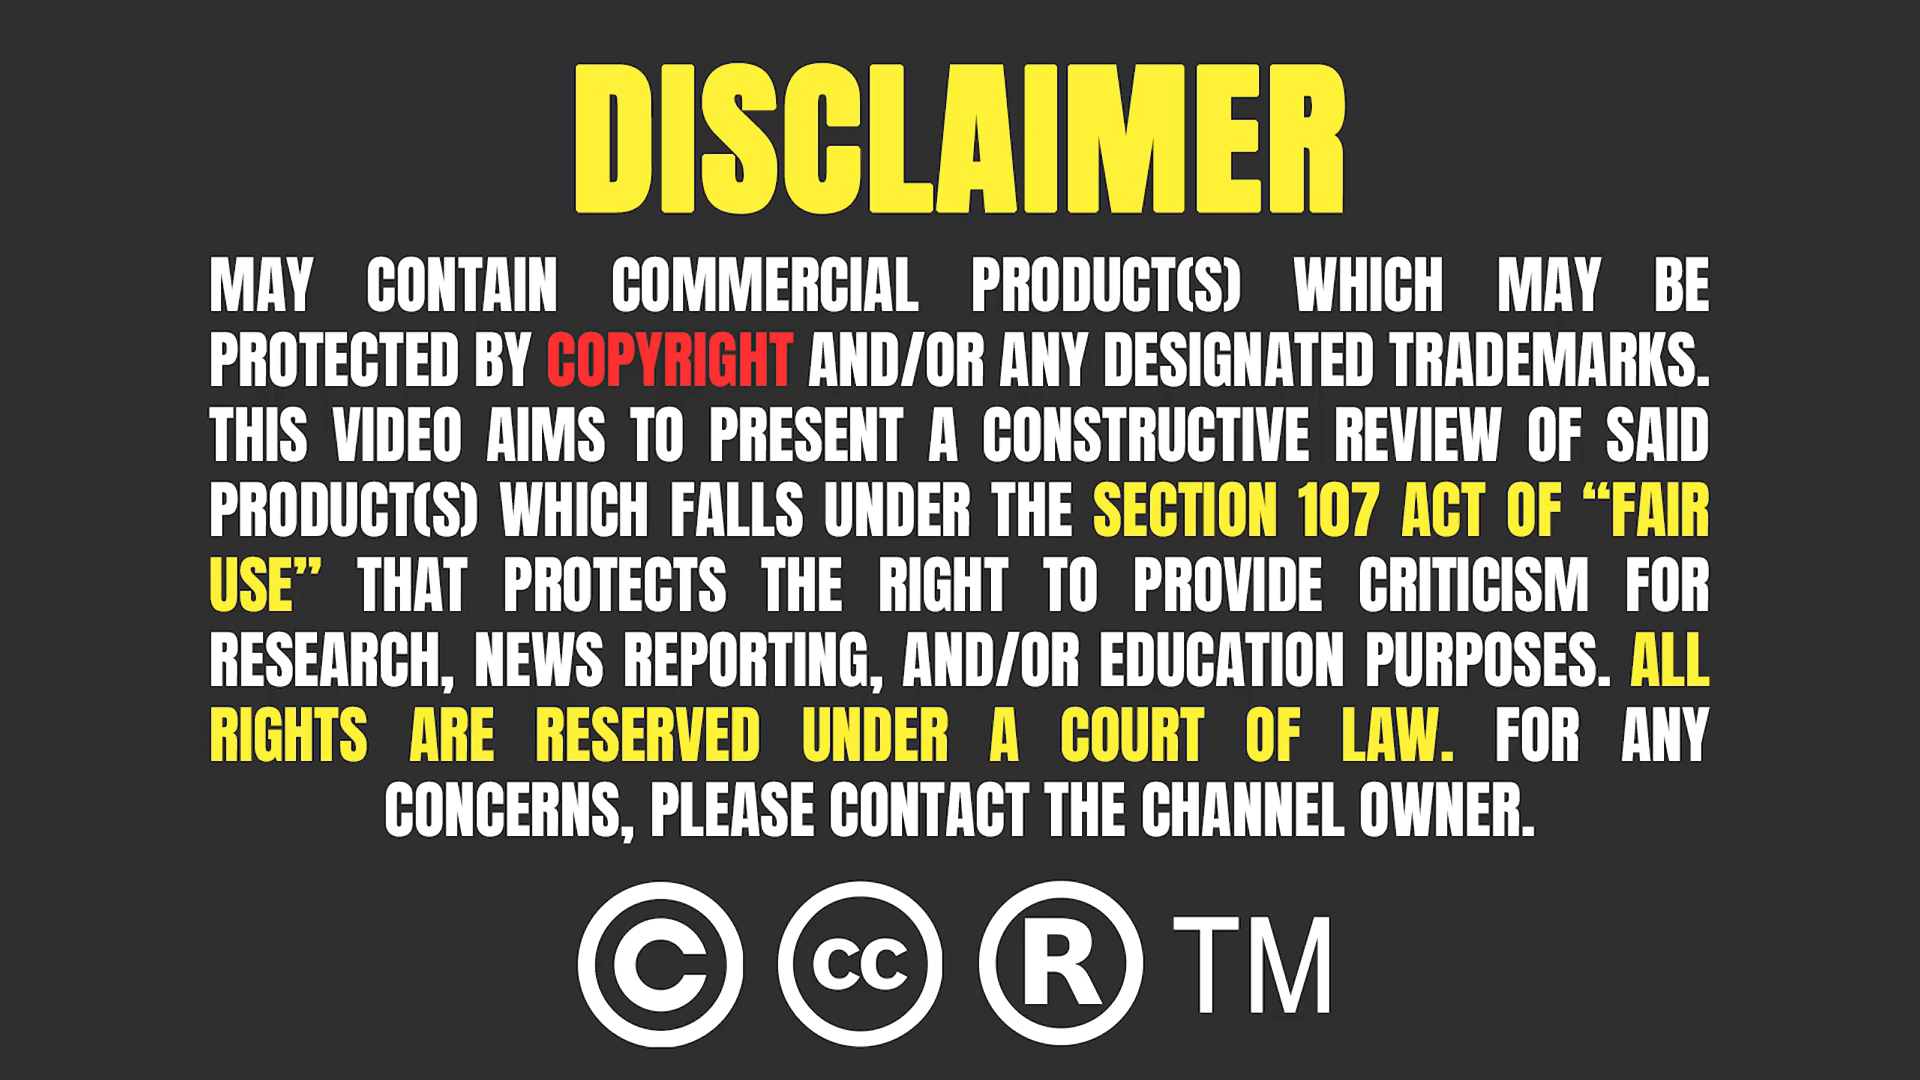 DISCLAIMER
MAY CONTAIN COMMERCIAL PRODUCT(S) WHICH MAY BE
PROTECTED BY COPYRIGHT AND/OR ANY DESIGNATED TRADEMARKS.
THIS VIDEO AIMS TO PRESENT A CONSTRUCTIVE REVIEW OF SAID
PRODUCT(S) WHICH FALLS UNDER THE SECTION 107 ACT OF “FAIR
USE” THAT PROTECTS THE RIGHT TO PROVIDE CRITICISM FOR
RESEARCH, NEWS REPORTING, AND/OR EDUCATION PURPOSES. ALL
RIGHTS ARE RESERVED UNDER A COURT OF LAW. FOR ANY
CONCERNS, PLEASE CONTACT THE CHANNEL OWNER.
© cc ® TM